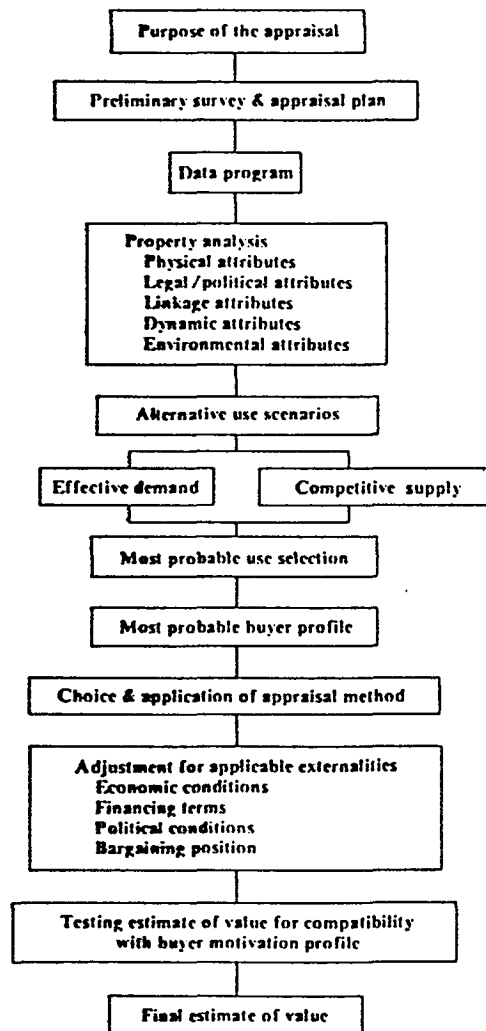 Purpose of the appraisal
Preliminary survey & appraisal plan
Data program
Property analysis
Physical attributes
Legal/political attributes
Linkage attributes
Dynamic attributes
Environmental attributes
Alternative use scenarios
Effective demand
Competitive supply
Most probable use selection
Most probable buyer profile
Choice & application of appraisal method
Adjustment for applicable externalities
Economic conditions
Financing terms
Political conditions
Bargaining position
Testing estimate of value for compatibility
with buyer motivation profile
Final estimate of value